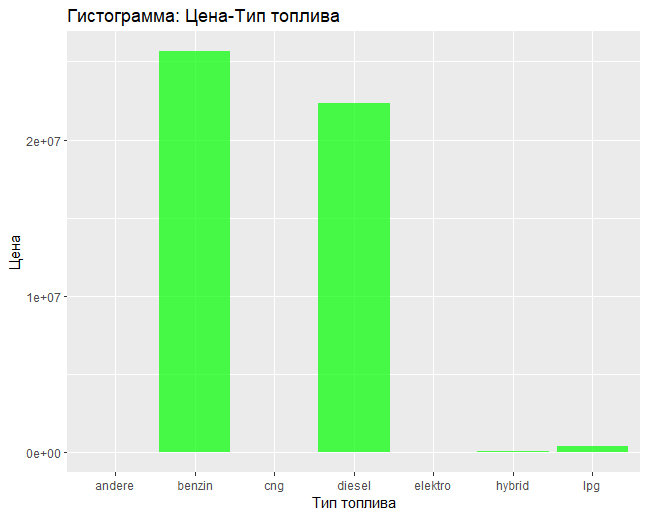 Гистограмма: Цена-Тип топлива
2e+07
1e+07
0e+00
Цена
andere benzin cng diesel elektro hybrid lpg
Тип топлива